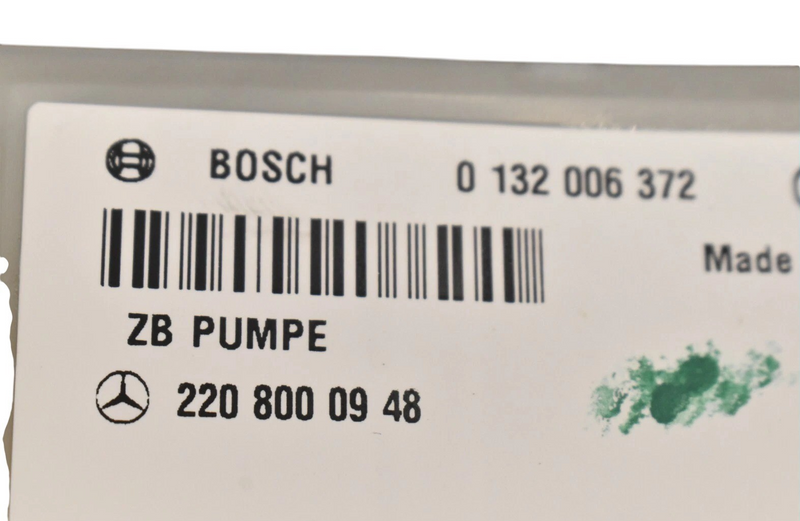 BOSCH 0 132 006 372
Made
ZB PUMPE
220 800 09 48